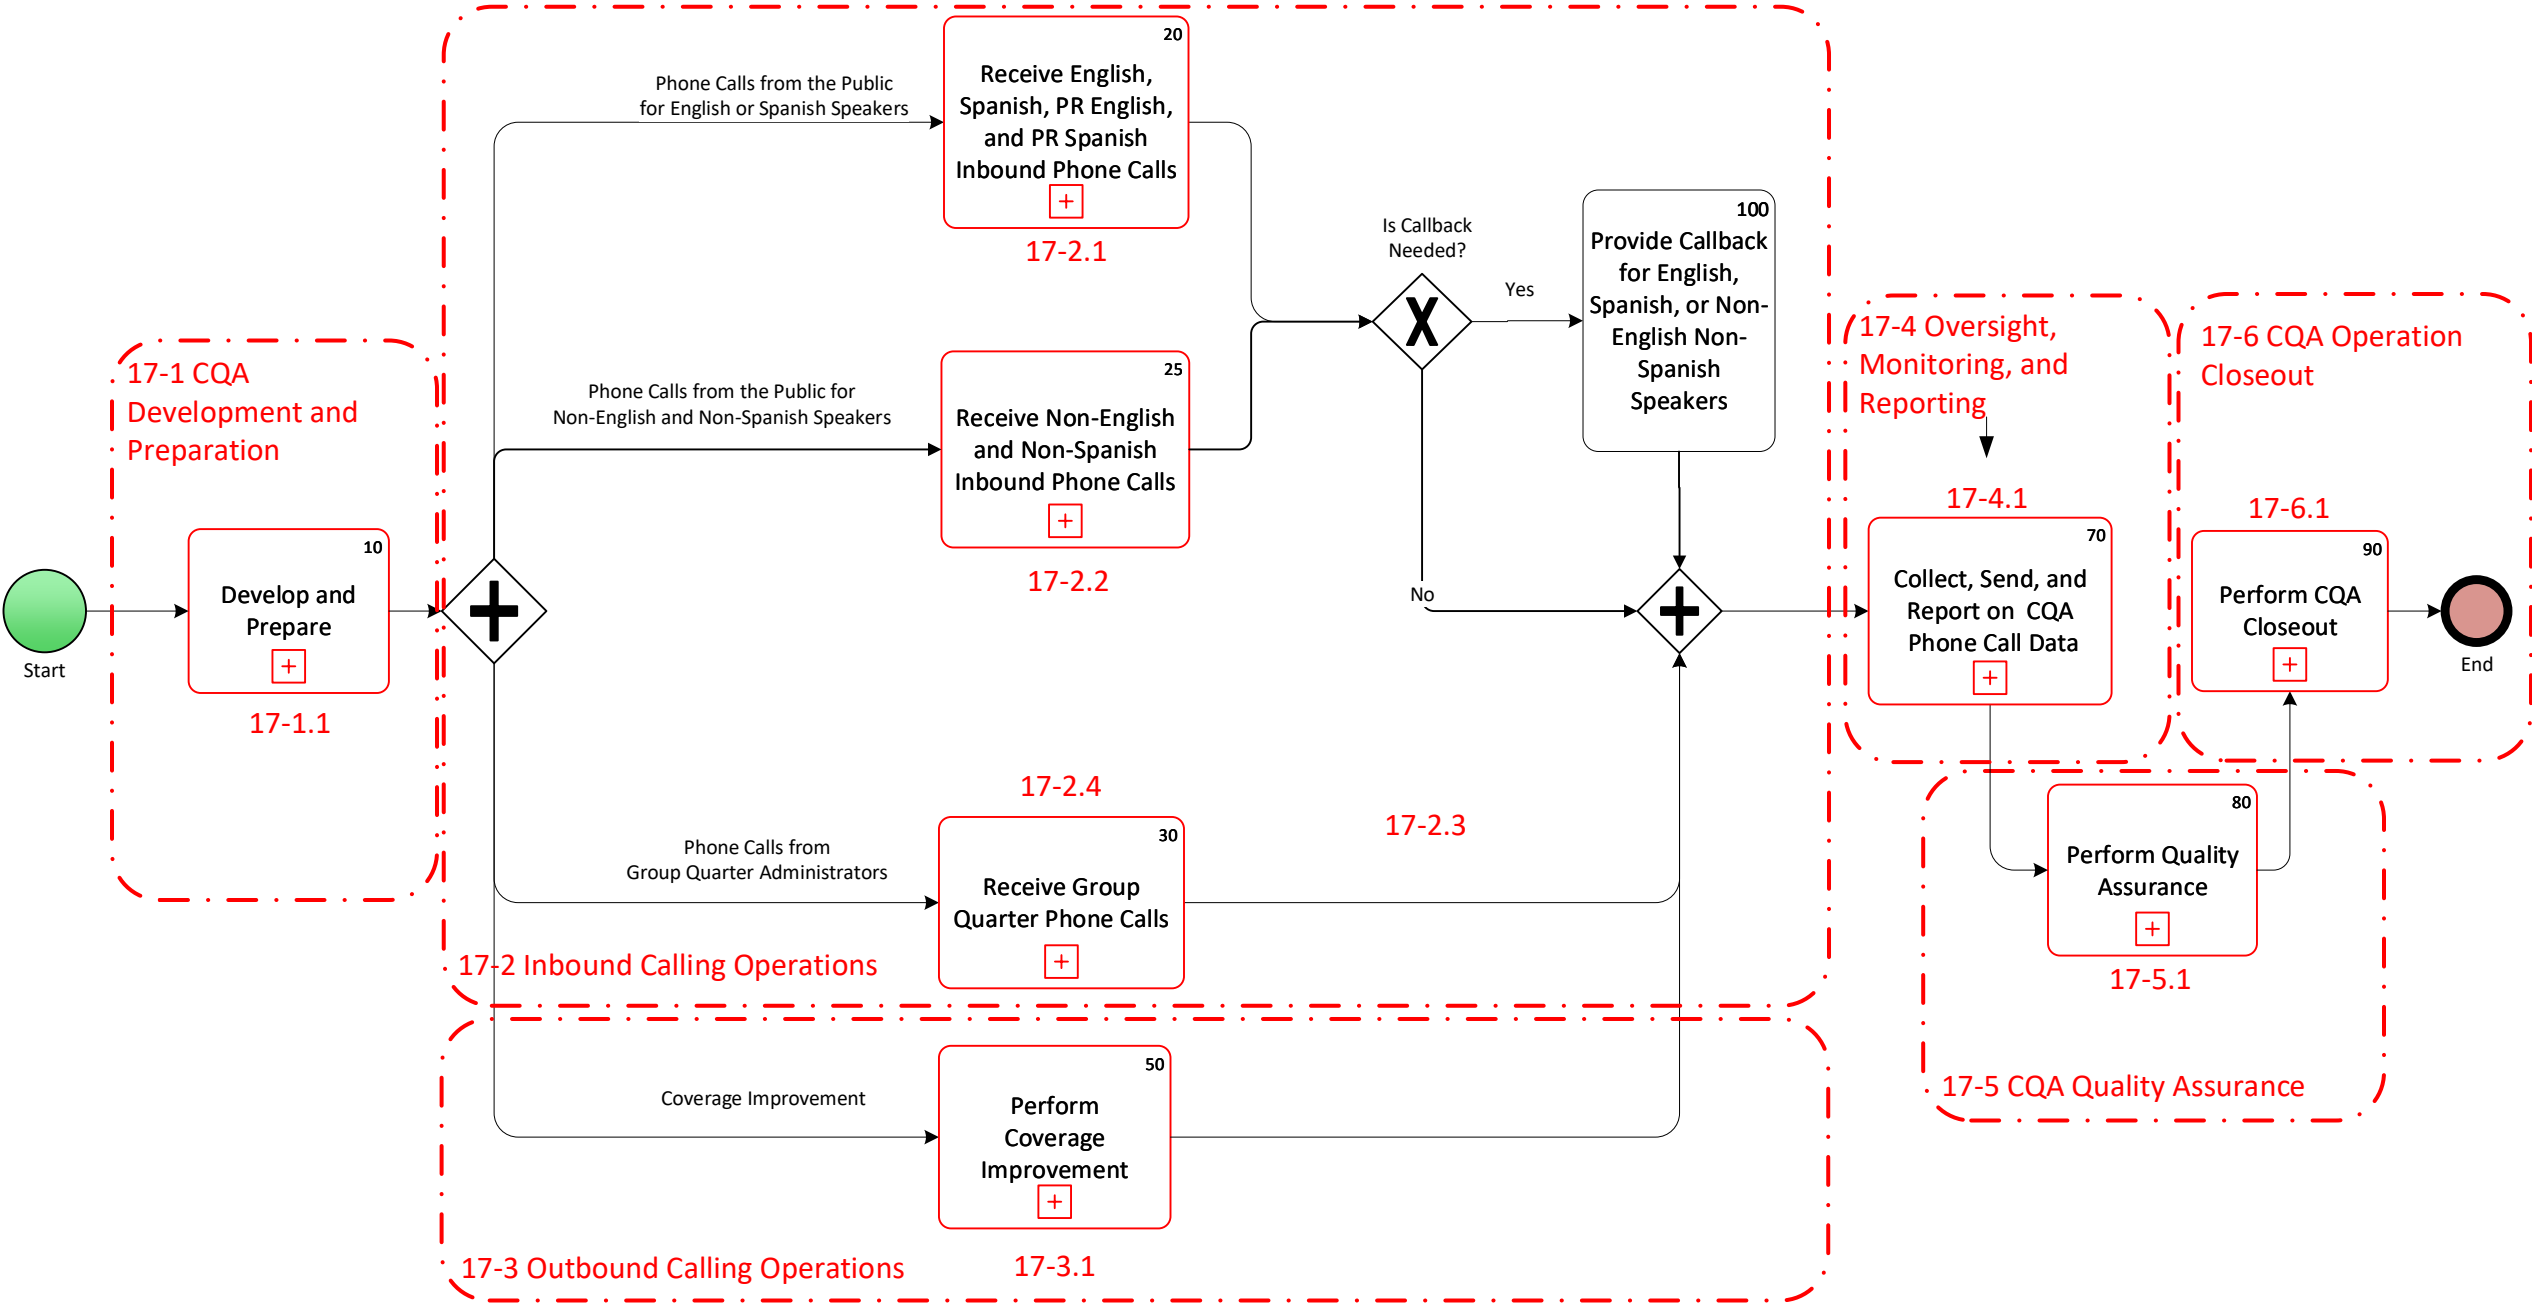 Start
17-1 CQA
Development and
Preparation
10
Develop and
Prepare
17-1.1
Phone Calls from the Public
for English or Spanish Speakers
20
Receive English,
Spanish, PR English,
and PR Spanish
Inbound Phone Calls
17-2.1
Phone Calls from the Public for
Non-English and Non-Spanish Speakers
25
Receive Non-English
and Non-Spanish
Inbound Phone Calls
17-2.2
Is Callback
Needed?
Yes
No
100
Provide Callback
for English,
Spanish, or Non-
English Non-
Spanish
Speakers
17-2.4
Phone Calls from
Group Quarter Administrators
30
Receive Group
Quarter Phone Calls
17-2.3
17-2 Inbound Calling Operations
Coverage Improvement
50
Perform
Coverage
Improvement
17-3.1
17-3 Outbound Calling Operations
17-4 Oversight,
Monitoring, and
Reporting
17-4.1
70
Collect, Send, and
Report on CQA
Phone Call Data
80
Perform Quality
Assurance
17-5.1
17-5 CQA Quality Assurance
17-6 CQA Operation
Closeout
17-6.1
90
Perform CQA
Closeout
End